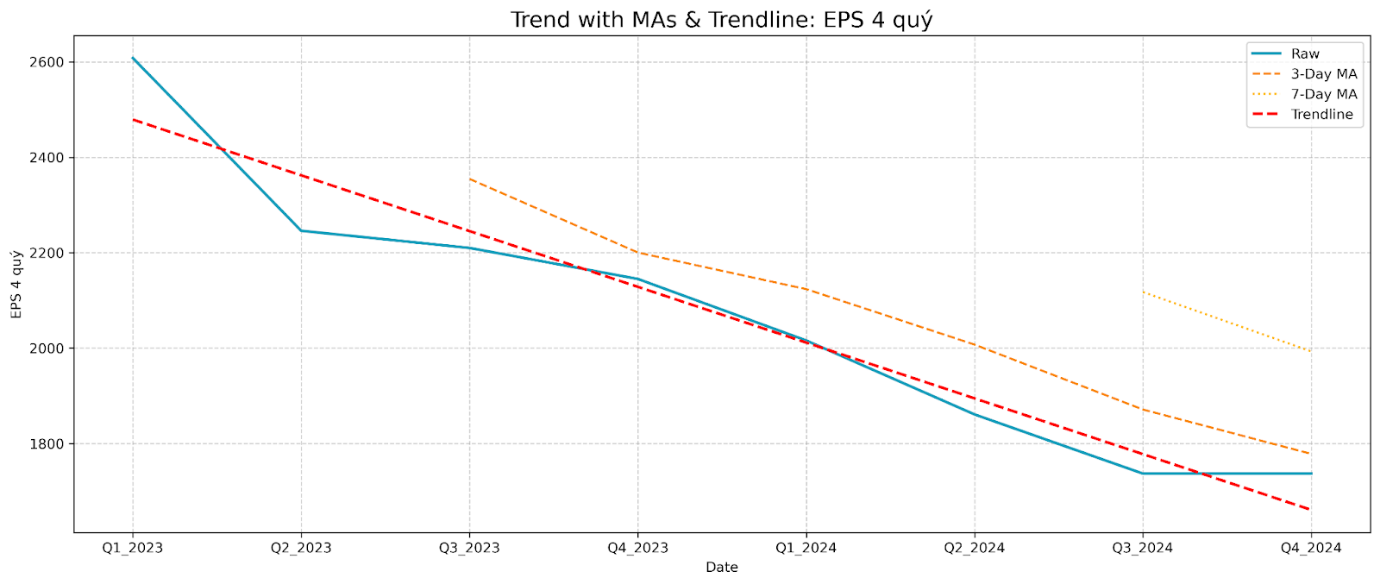 Trend with MAs & Trendline: EPS 4 quý
Raw
3-Day MA
7-Day MA
Trendline
EPS 4 quý
2600
2400
2200
2000
1800
Q1_2023 Q2_2023 Q3_2023 Q4_2023 Q1_2024 Q2_2024 Q3_2024 Q4_2024
Date